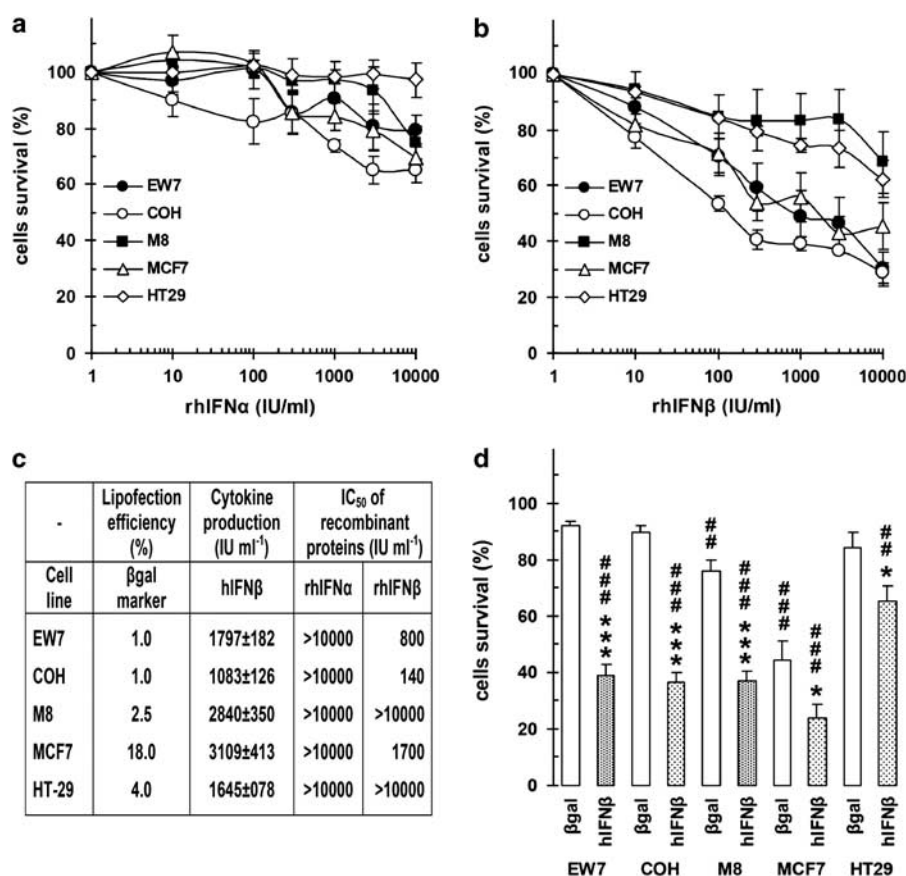 a
100
80
60
40
20
0
cells survival (%)
EW7
COH
M8
MCF7
HT29
1 10 100 1000 10000
rhIFNα (IU/ml)
b
100
80
60
40
20
0
cells survival (%)
EW7
COH
M8
MCF7
HT29
1 10 100 1000 10000
rhIFNβ (IU/ml)
c
- Lipofection efficiency (%) Cytokine production (IU ml-1) IC50 of recombinant proteins (IU ml-1)
Cell line βgal marker hIFNβ rhIFNα rhIFNβ
EW7 1.0 1797±182 >10000 800
COH 1.0 1083±126 >10000 140
M8 2.5 2840±350 >10000 >10000
MCF7 18.0 3109±413 >10000 1700
HT-29 4.0 1645±078 >10000 >10000
d
100
80
60
40
20
0
cells survival (%)
### ***
### ***
##
### ***
###
### *
## *
βgal hIFNβ βgal hIFNβ βgal hIFNβ βgal hIFNβ βgal hIFNβ
EW7 COH M8 MCF7 HT29